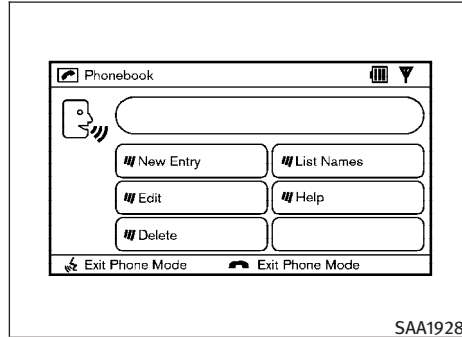 Phonebook
New Entry List Names
Edit Help
Delete
Exit Phone Mode Exit Phone Mode
SAA1928